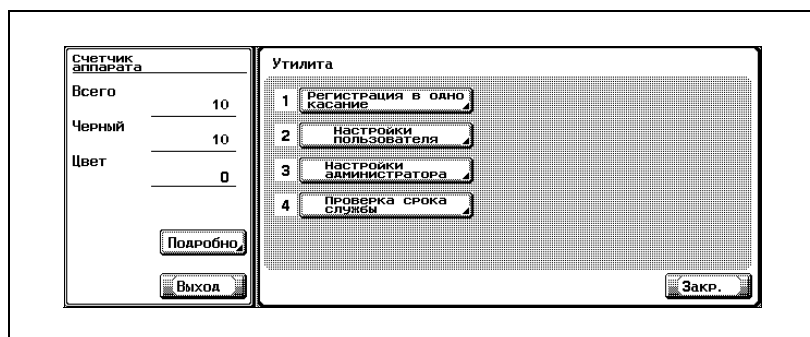 Счетчик
аппарата
Всего
10
Черный
10
Цвет
0
Подробно
Выход
Утилита
1 Регистрация в одно
касание
2 Настройки
пользователя
3 Настройки
администратора
4 Проверка срока
службы
Закр.